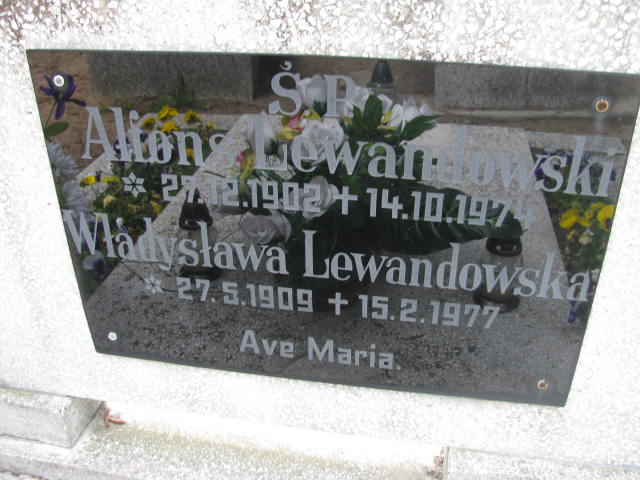 Ś P
Alfons Lewandowski
* 27.12.1902 + 14.10.1974
Władysława Lewandowska
* 27.5.1909 + 15.2.1977
Ave Maria.